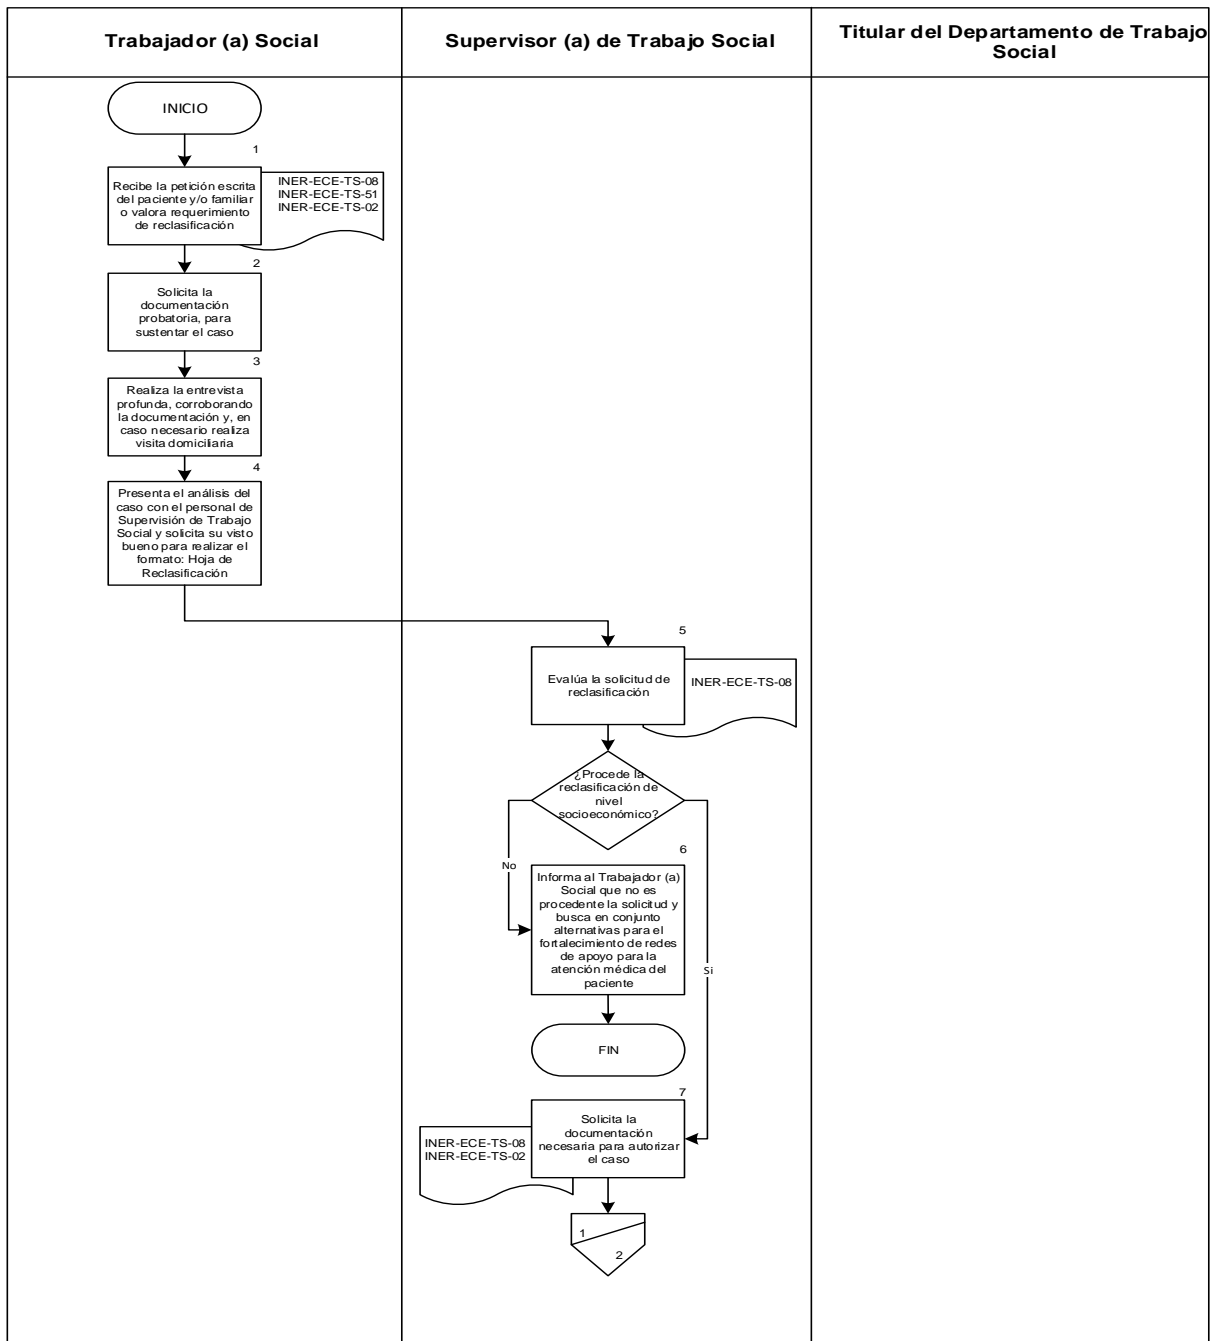 Trabajador (a) Social
Supervisor (a) de Trabajo Social
Titular del Departamento de Trabajo
Social
INICIO
1
Recibe la petición escrita
del paciente y/o familiar
o valora requerimiento
de reclasificación
INER-ECE-TS-08
INER-ECE-TS-51
INER-ECE-TS-02
2
Solicita la
documentación
probatoria, para
sustentar el caso
3
Realiza la entrevista
profunda, corroborando
la documentación y, en
caso necesario realiza
visita domiciliaria
4
Presenta el análisis del
caso con el personal de
Supervisión de Trabajo
Social y solicita su visto
bueno para realizar el
formato: Hoja de
Reclasificación
5
Evalúa la solicitud de
reclasificación
INER-ECE-TS-08
¿Procede la
reclasificación de
nivel
socioeconómico?
No
Si
6
Informa al Trabajador (a)
Social que no es
procedente la solicitud y
busca en conjunto
alternativas para el
fortalecimiento de redes
de apoyo para la
atención médica del
paciente
FIN
7
Solicita la
documentación
necesaria para autorizar
el caso
INER-ECE-TS-08
INER-ECE-TS-02
1
2